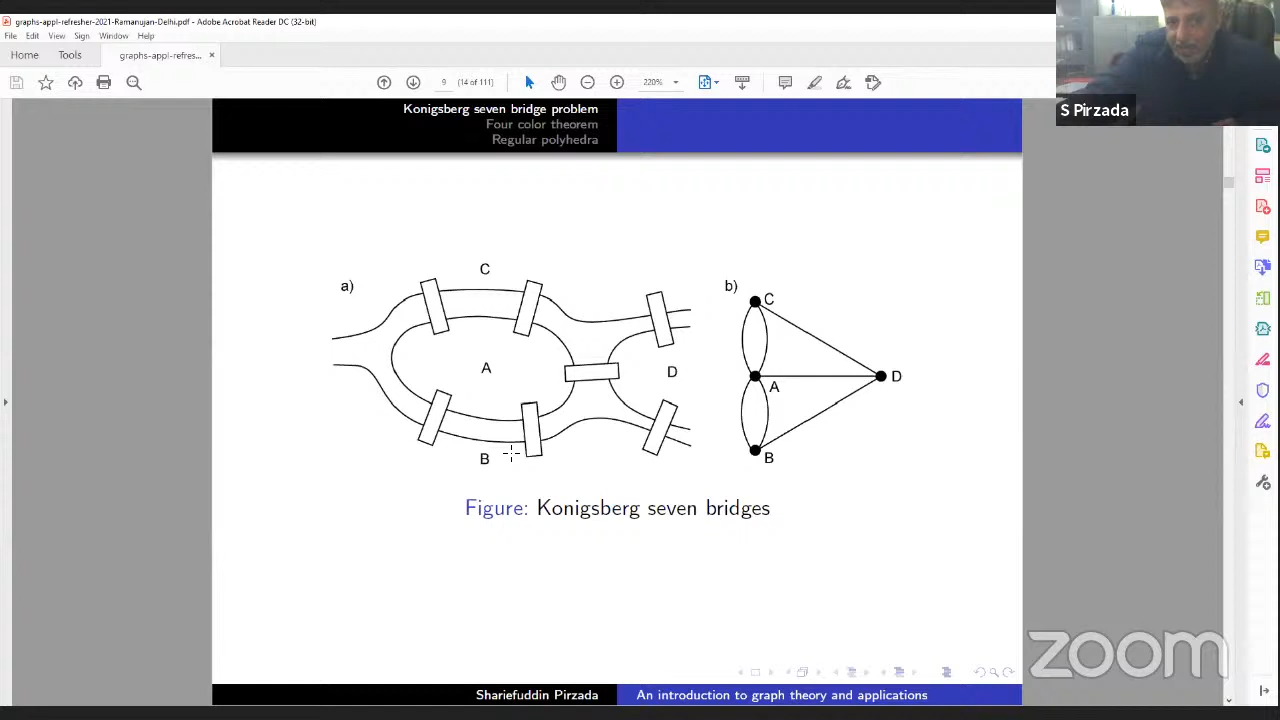 graphs-appl-refresher-2021-Ramanujan-Delhi.pdf - Adobe Acrobat Reader DC (32-bit)
File Edit View Sign Window Help
Home Tools graphs-appl-refres... ×
9 (14 of 111) 220%
S Pirzada
Konigsberg seven bridge problem
Four color theorem
Regular polyhedra
a) C
A
B
D
b) C
A
D
B
Figure: Konigsberg seven bridges
zoom
Shariefuddin Pirzada An introduction to graph theory and applications